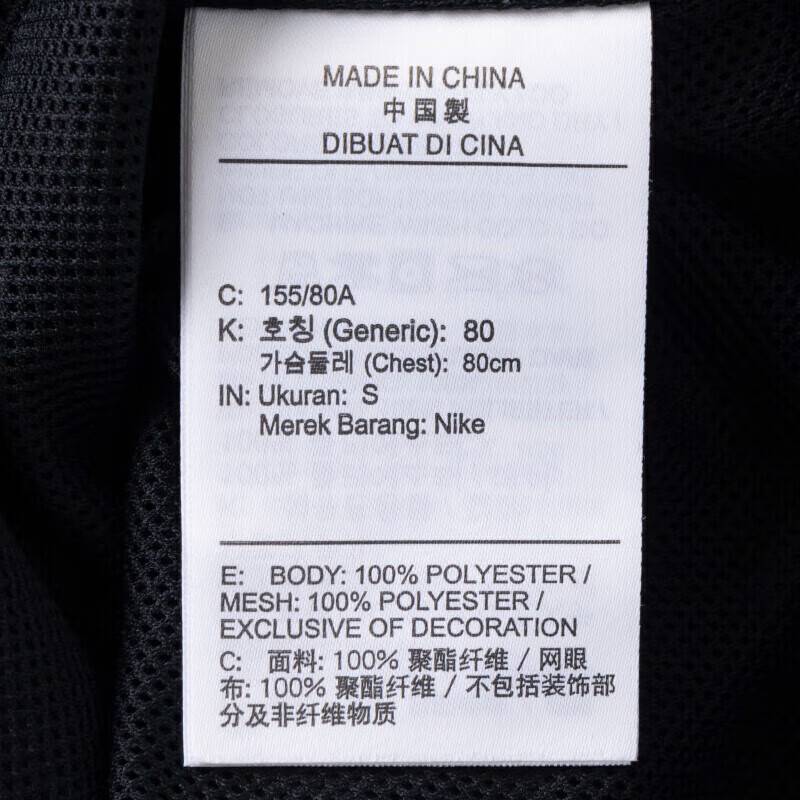 MADE IN CHINA
中国製
DIBUAT DI CINA
C: 155/80A
K: 호칭 (Generic): 80
가슴둘레 (Chest): 80cm
IN: Ukuran: S
Merek Barang: Nike
E: BODY: 100% POLYESTER /
MESH: 100% POLYESTER /
EXCLUSIVE OF DECORATION
C: 面料: 100% 聚酯纤维 / 网眼
布: 100% 聚酯纤维 / 不包括装饰部
分及非纤维物质